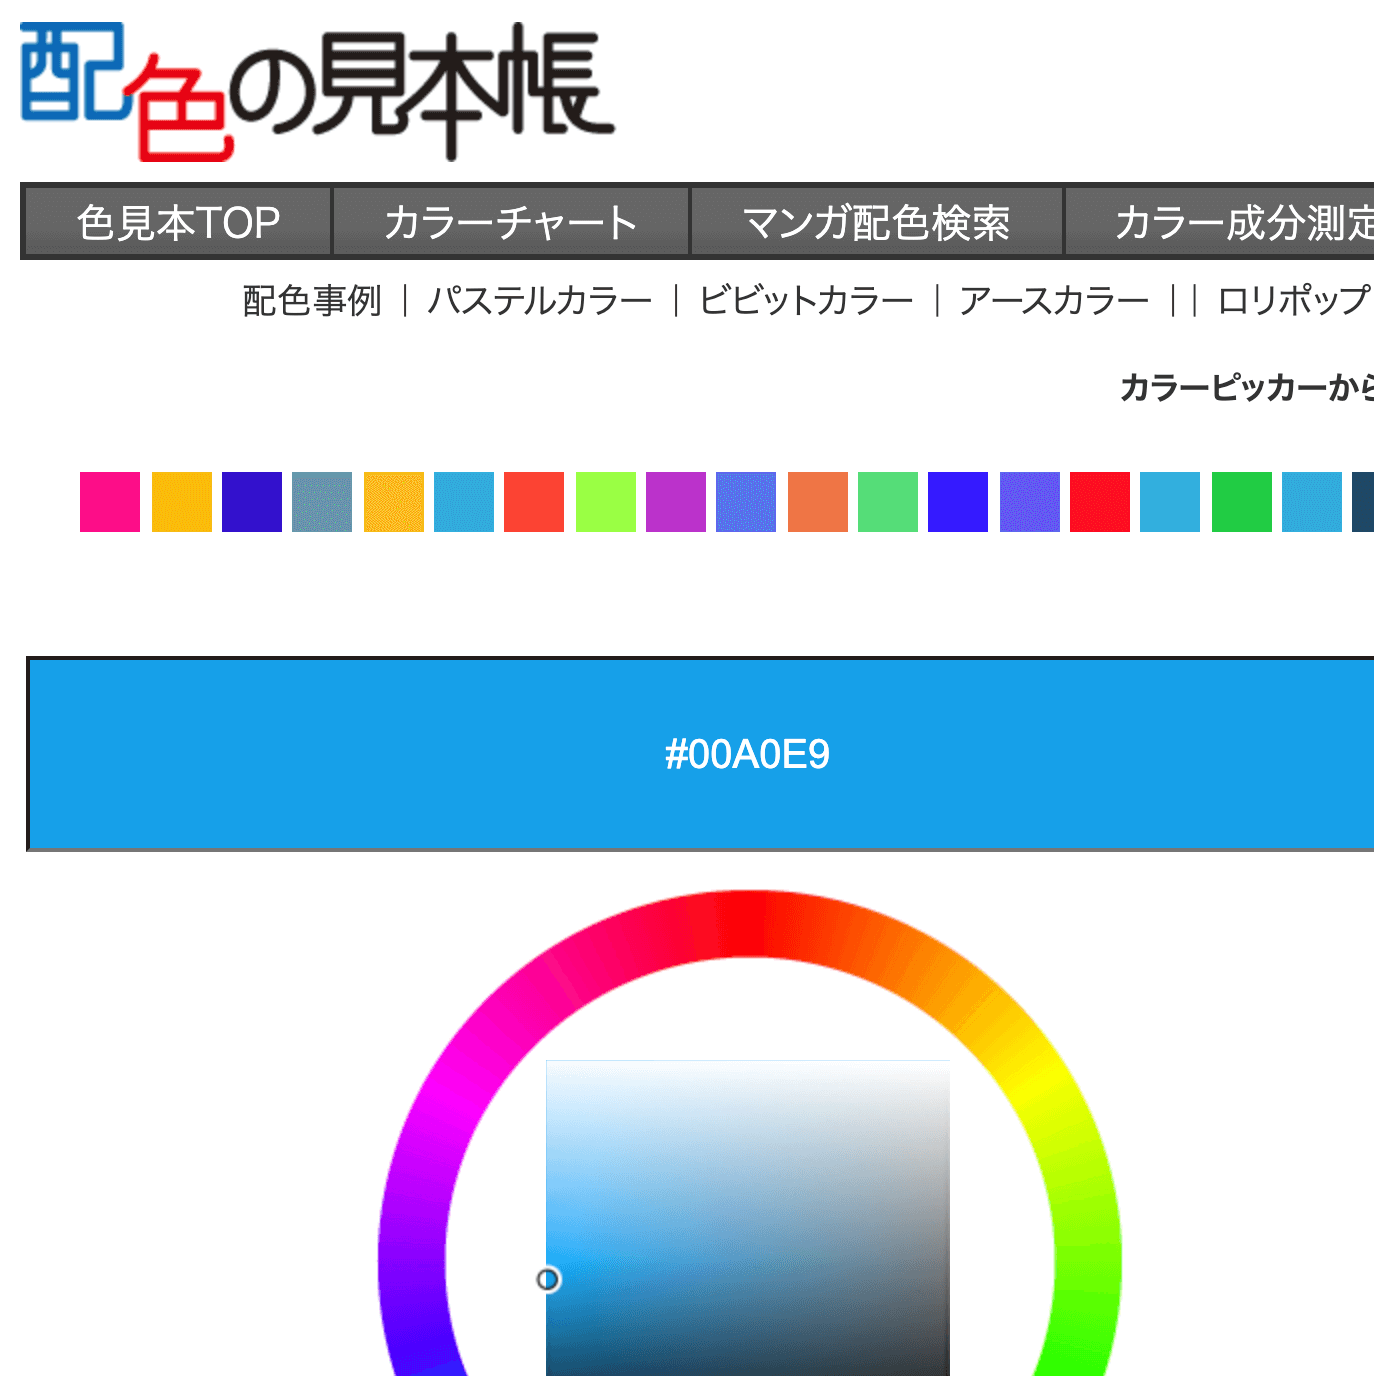 配色の見本帳
色見本TOP カラーチャート マンガ配色検索 カラー成分測定
配色事例 | パステルカラー | ビビットカラー | アースカラー | | ロリポップ
カラーピッカーから
#00A0E9